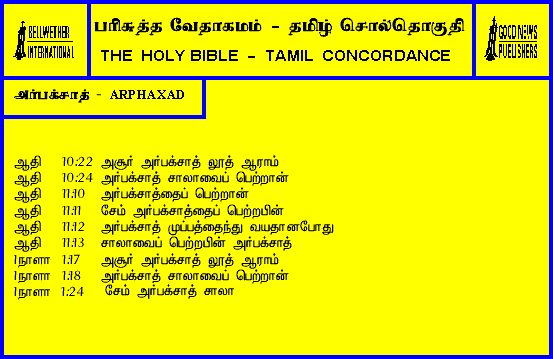 BELLWETHER
INTERNATIONAL
பரிசுத்த வேதாகமம் - தமிழ் சொல்தொகுதி
THE HOLY BIBLE - TAMIL CONCORDANCE
GOOD NEWS
PUBLISHERS
அர்பக்சாத் - ARPHAXAD
ஆதி 10:22 அசூர் அர்பக்சாத் லூத் ஆராம்
ஆதி 10:24 அர்பக்சாத் சாலாவைப் பெற்றான்
ஆதி 11:10 அர்பக்சாத்தைப் பெற்றான்
ஆதி 11:11 சேம் அர்பக்சாத்தைப் பெற்றபின்
ஆதி 11:12 அர்பக்சாத் முப்பத்தைந்து வயதானபோது
ஆதி 11:13 சாலாவைப் பெற்றபின் அர்பக்சாத்
1நாளா 1:17 அசூர் அர்பக்சாத் லூத் ஆராம்
1நாளா 1:18 அர்பக்சாத் சாலாவைப் பெற்றான்
1நாளா 1:24 சேம் அர்பக்சாத் சாலா